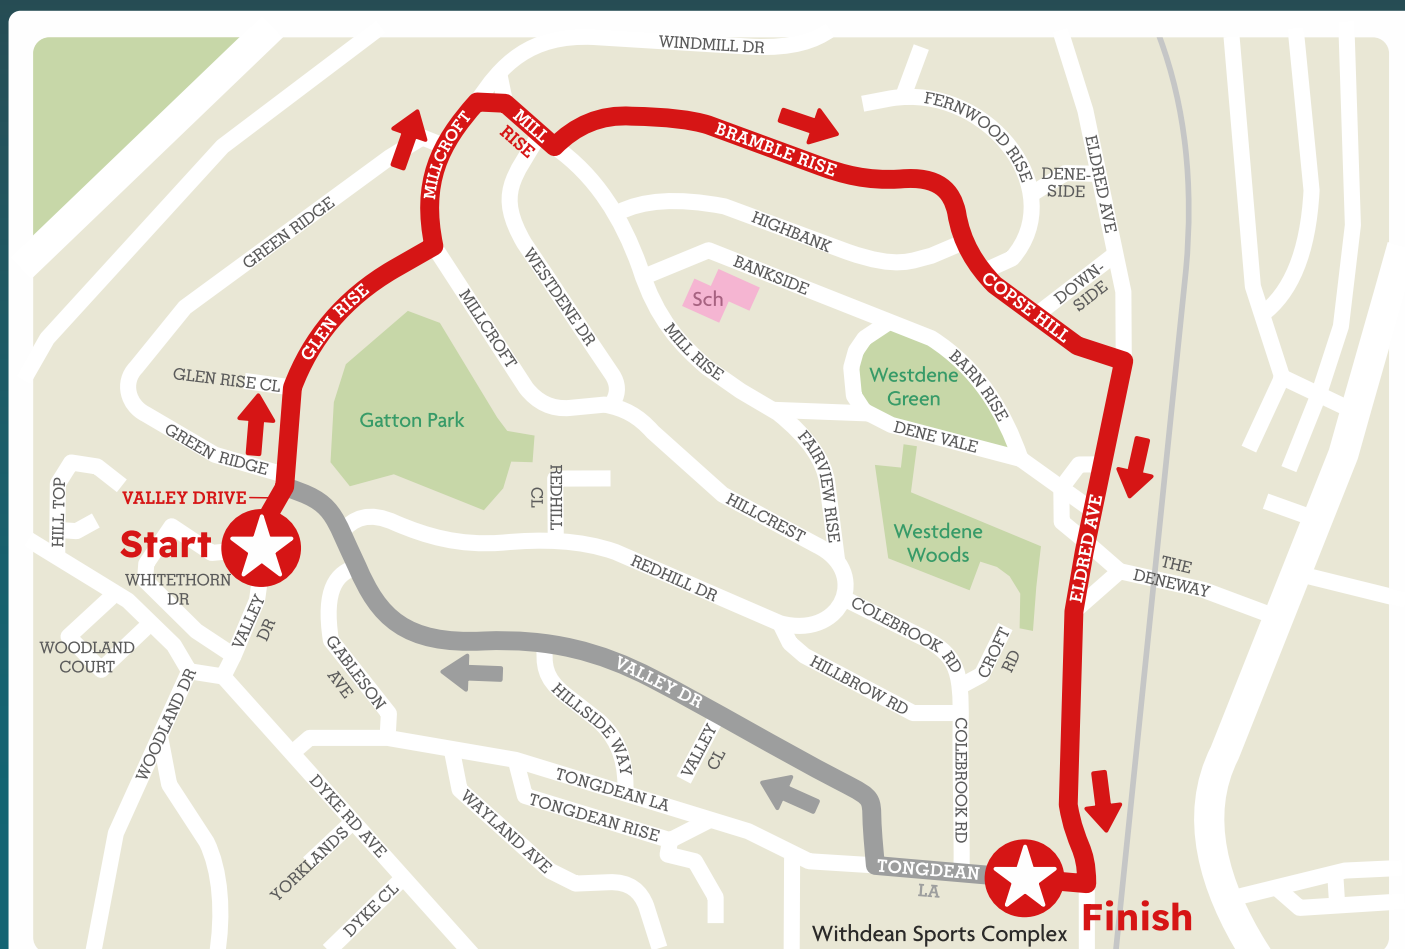 WINDMILL DR
FERNWOOD RISE
ELDRED AVE
DENE-
SIDE
MILLCROFT
MILL
RISE
BRAMBLE RISE
GREEN RIDGE
HIGHBANK
WESTDENE DR
BANKSIDE
Sch
DOWN-
SIDE
COPSE HILL
GLEN RISE
MILLCROFT
MILL RISE
GLEN RISE CL
Westdene
Green
BARN RISE
Gatton Park
GREEN RIDGE
DENE VALE
FAIRVIEW RISE
HILL TOP
VALLEY DRIVE
REDHILL
CL
HILLCREST
Start
Westdene
Woods
ELDRED AVE
THE
DENEWAY
WHITETHORN
DR
REDHILL DR
VALLEY
DR
COLEBROOK RD
CROFT
RD
WOODLAND
COURT
GABLESON
AVE
VALLEY DR
HILLBROW RD
WOODLAND DR
HILLSIDE WAY
VALLEY
CL
COLEBROOK RD
TONGDEAN LA
DYKE RD AVE
TONGDEAN RISE
WAYLAND AVE
YORKLANDS
DYKE CL
TONGDEAN
LA
Finish
Withdean Sports Complex